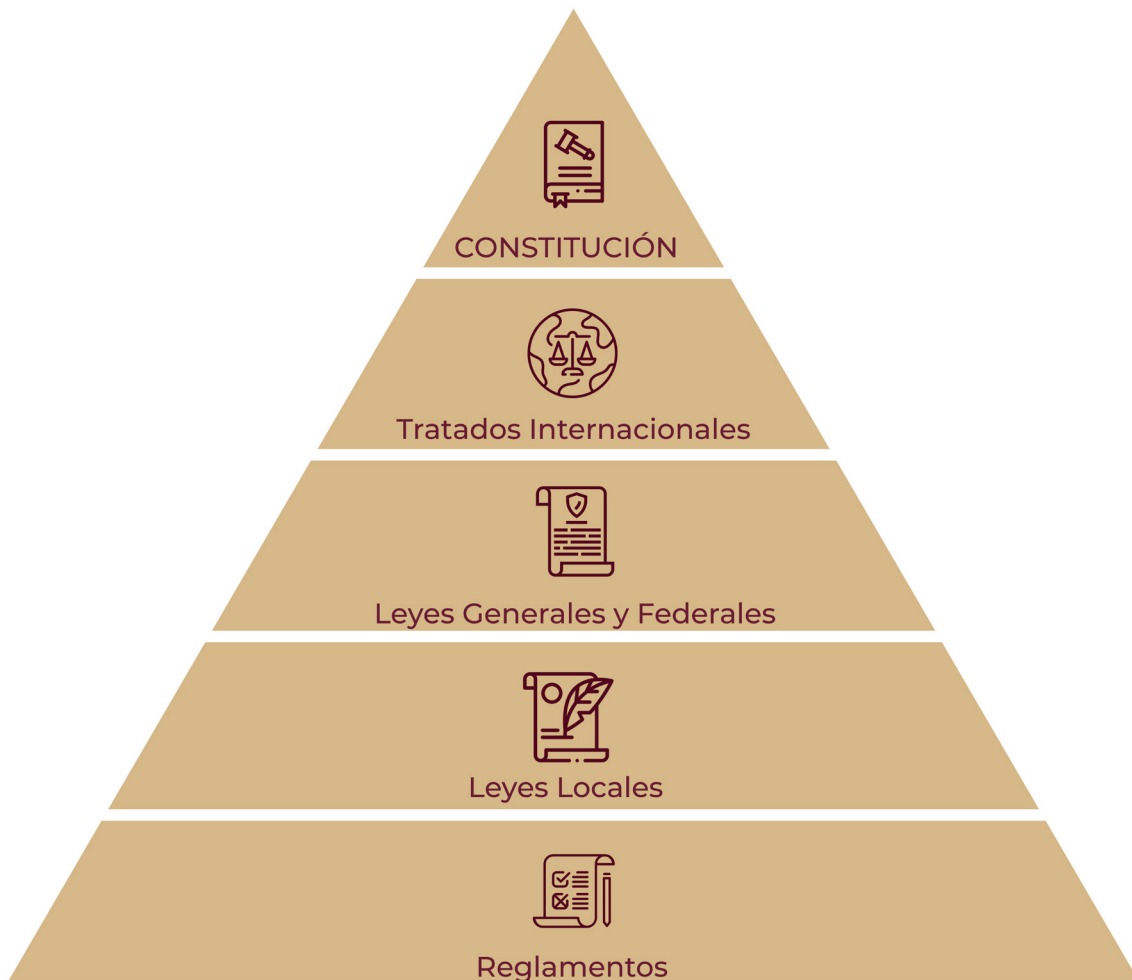 CONSTITUCIÓN
Tratados Internacionales
Leyes Generales y Federales
Leyes Locales
Reglamentos